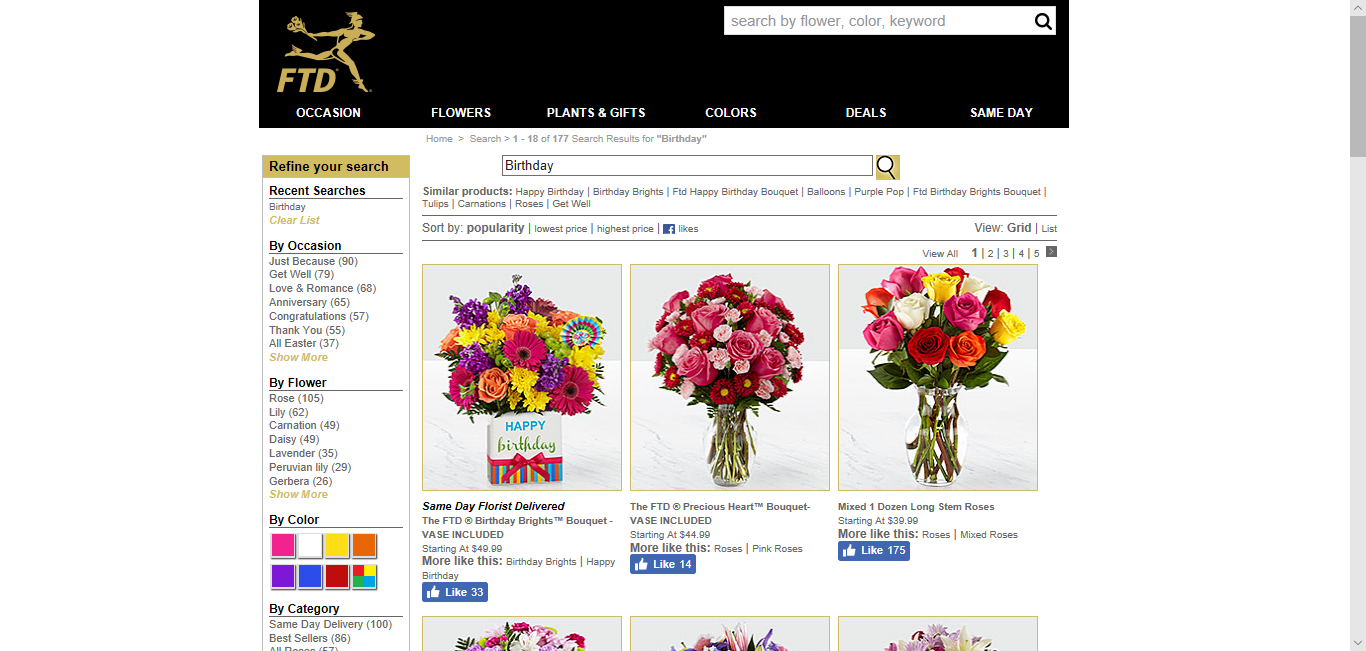 search by flower, color, keyword
FTD®
OCCASION FLOWERS PLANTS & GIFTS COLORS DEALS SAME DAY
Home > Search > 1 - 18 of 177 Search Results for "Birthday"
Refine your search
Recent Searches
Birthday
Clear List
By Occasion
Just Because (90)
Get Well (79)
Love & Romance (68)
Anniversary (65)
Congratulations (57)
Thank You (55)
All Easter (37)
Show More
By Flower
Rose (105)
Lily (62)
Carnation (49)
Daisy (49)
Lavender (35)
Peruvian lily (29)
Gerbera (26)
Show More
By Color
By Category
Same Day Delivery (100)
Best Sellers (86)
All Roses (57)
Birthday
Similar products: Happy Birthday | Birthday Brights | Ftd Happy Birthday Bouquet | Balloons | Purple Pop | Ftd Birthday Brights Bouquet |
Tulips | Carnations | Roses | Get Well
Sort by: popularity | lowest price | highest price | f likes
View: Grid | List
View All 1 | 2 | 3 | 4 | 5 >
HAPPY
birthday
Same Day Florist Delivered
The FTD ® Birthday Brights™ Bouquet -
VASE INCLUDED
Starting At $49.99
More like this: Birthday Brights | Happy
Birthday
Like 33
The FTD ® Precious Heart™ Bouquet-
VASE INCLUDED
Starting At $44.99
More like this: Roses | Pink Roses
Like 14
Mixed 1 Dozen Long Stem Roses
Starting At $39.99
More like this: Roses | Mixed Roses
Like 175